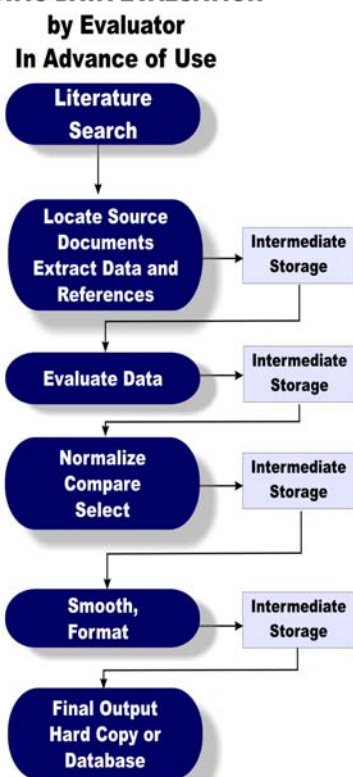 by Evaluator
In Advance of Use
Literature
Search
Locate Source
Documents
Extract Data and
References
Intermediate
Storage
Evaluate Data
Intermediate
Storage
Normalize
Compare
Select
Intermediate
Storage
Smooth,
Format
Intermediate
Storage
Final Output
Hard Copy or
Database